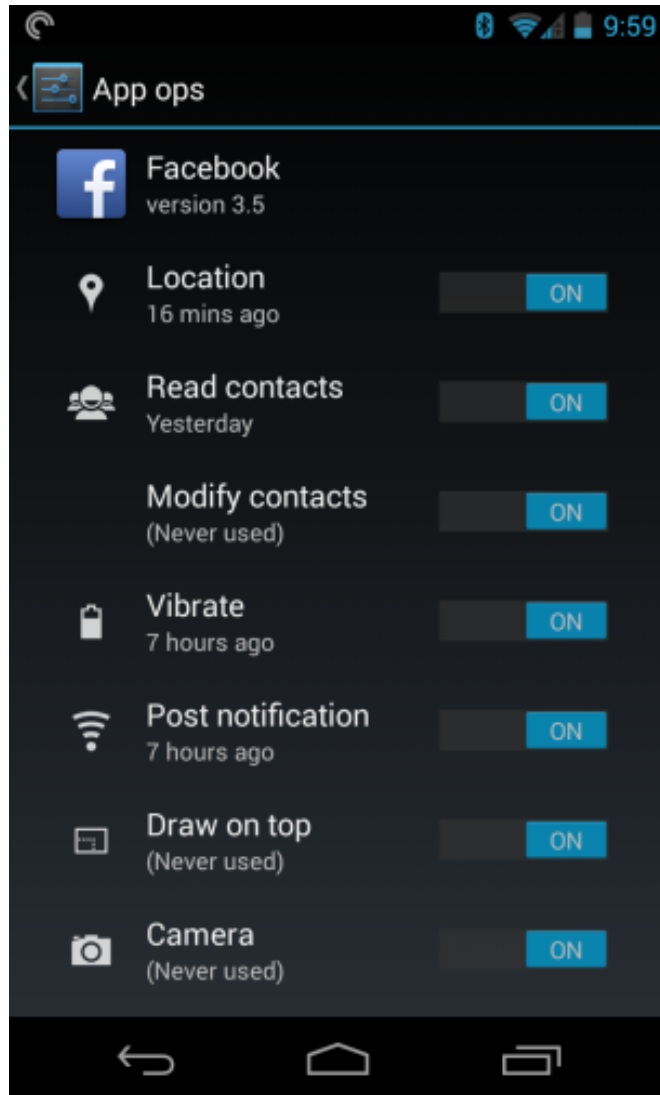 9:59
App ops
Facebook
version 3.5
Location
16 mins ago
ON
Read contacts
Yesterday
ON
Modify contacts
(Never used)
ON
Vibrate
7 hours ago
ON
Post notification
7 hours ago
ON
Draw on top
(Never used)
ON
Camera
(Never used)
ON